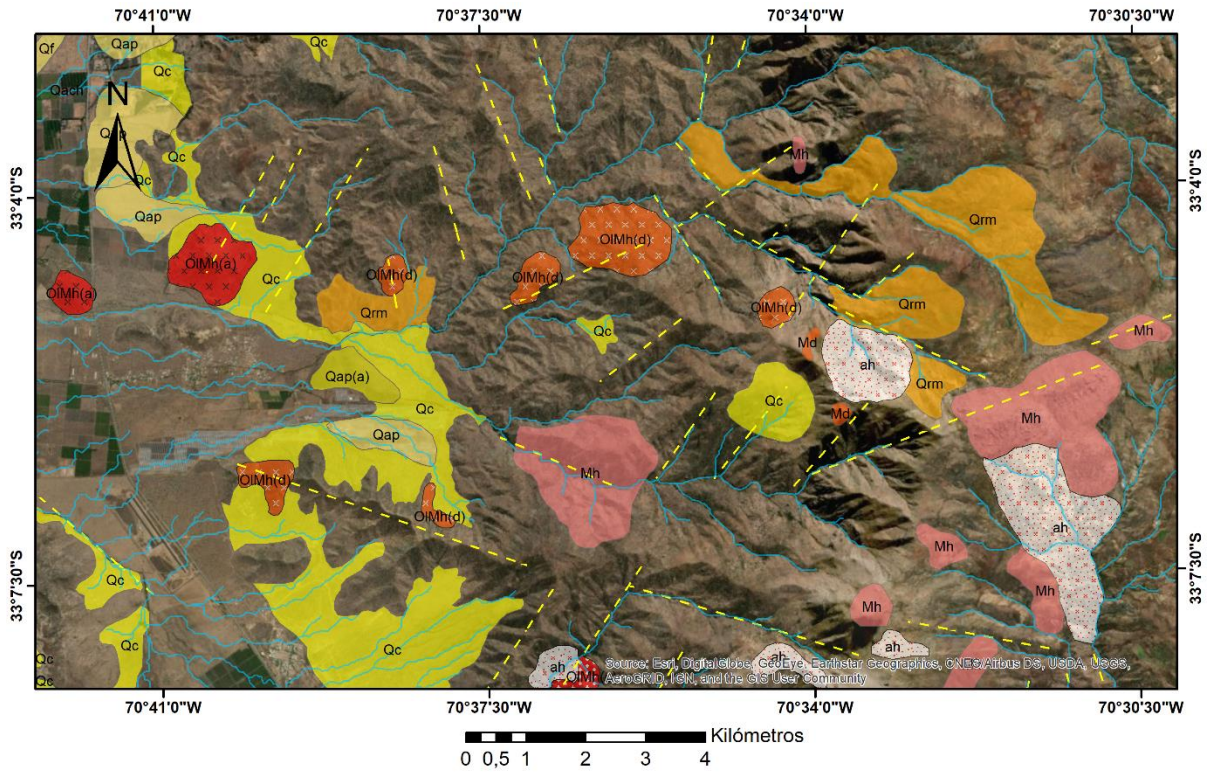 70°41'0"W 70°37'30"W 70°34'0"W 70°30'30"W
Qf Qap Qc
Qc
Qach
N
Qap
Qc Mh
Qc
33°4'0"S 33°4'0"S
Qap Qrm
OlMh(d)
OlMh(a) Qc OlMh(d) OlMh(d)
OlMh(a)
Qrm Qrm OlMh(d)
Qc Mh
Md
ah
Qap(a) Qrm
Qc Qc Md
Mh
Qap
Mh
OlMh(d)
OlMh(d)
ah
Mh
Qc 33°7'30"S 33°7'30"S
Mh
Mh
Qc Qc
ah ah
Qc ah
Qc OlMh(
Source: Esri, DigitalGlobe, GeoEye, Earthstar Geographics, CNES/Airbus DS, USDA, USGS,
AeroGRID, IGN, and the GIS User Community
70°41'0"W 70°37'30"W 70°34'0"W 70°30'30"W
Kilómetros
0 0,5 1 2 3 4